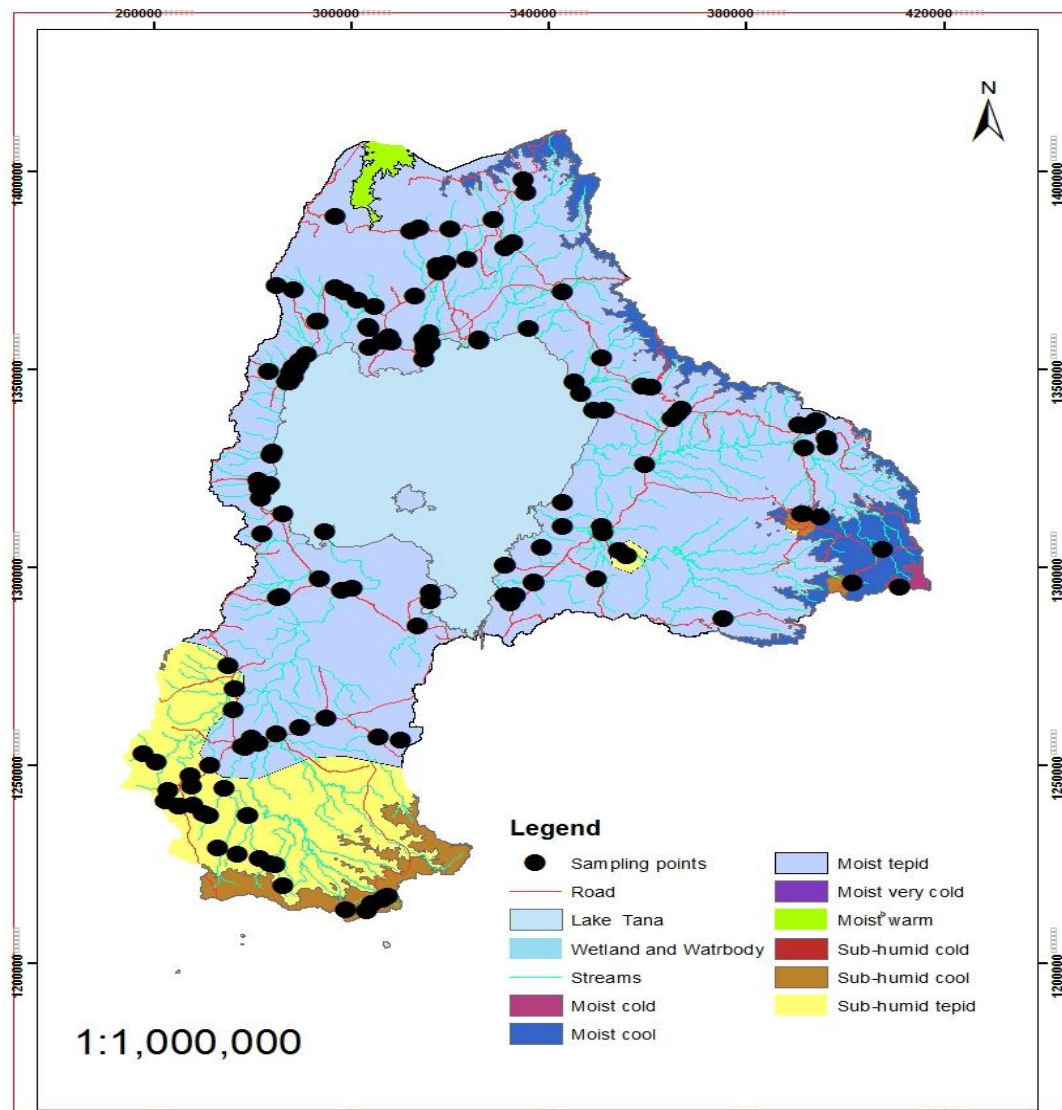 260000 300000 340000 380000 420000
N
1400000 1400000
1350000 1350000
1300000 1300000
1250000 1250000
1200000 1200000
Legend
Sampling points
Road
Lake Tana
Wetland and Watrbody
Streams
Moist cold
Moist cool
Moist tepid
Moist very cold
Moist warm
Sub-humid cold
Sub-humid cool
Sub-humid tepid
1:1,000,000